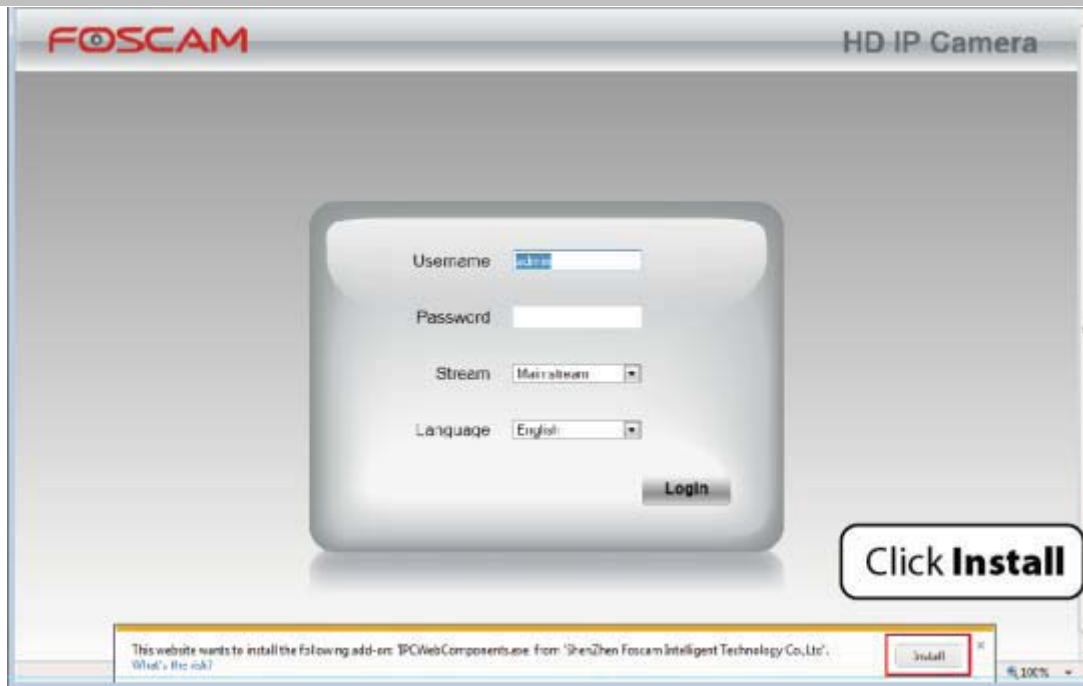 FOSCAM
HD IP Camera
Username admin
Password
Stream Mainstream
Language English
Login
Click Install
This website wants to install the following add-on: 'IPCWebComponents.exe' from 'ShenZhen Foscam Intelligent Technology Co,.Ltd'.
What's the risk?
Install
×
100%